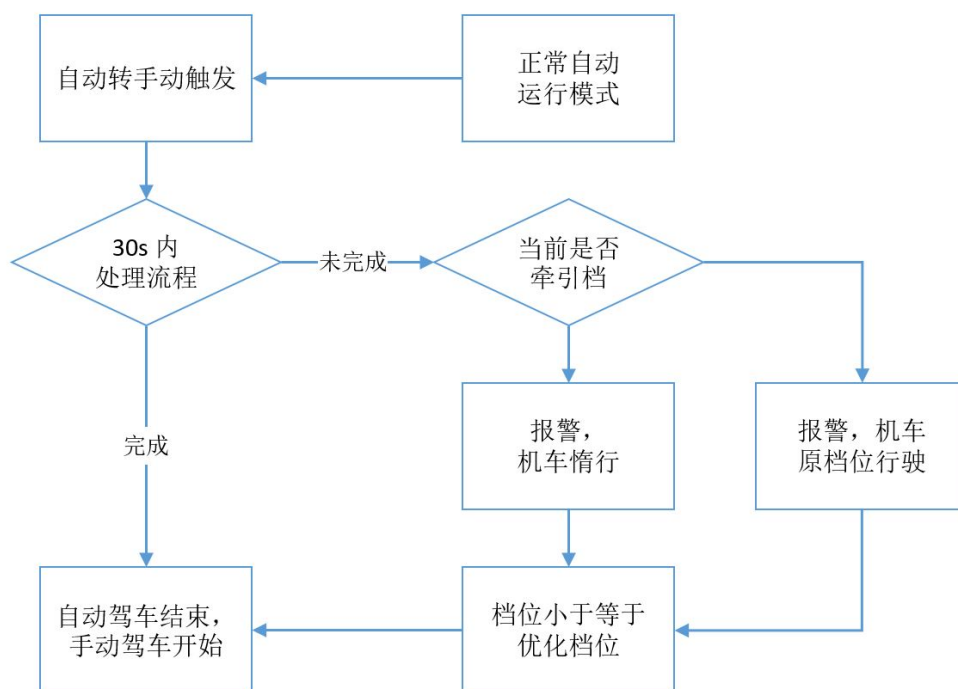 自动转手动触发
正常自动
运行模式
30s 内
处理流程
未完成
当前是否
牵引档
完成
报警，
机车惰行
报警，机车
原档位行驶
自动驾车结束，
手动驾车开始
档位小于等于
优化档位